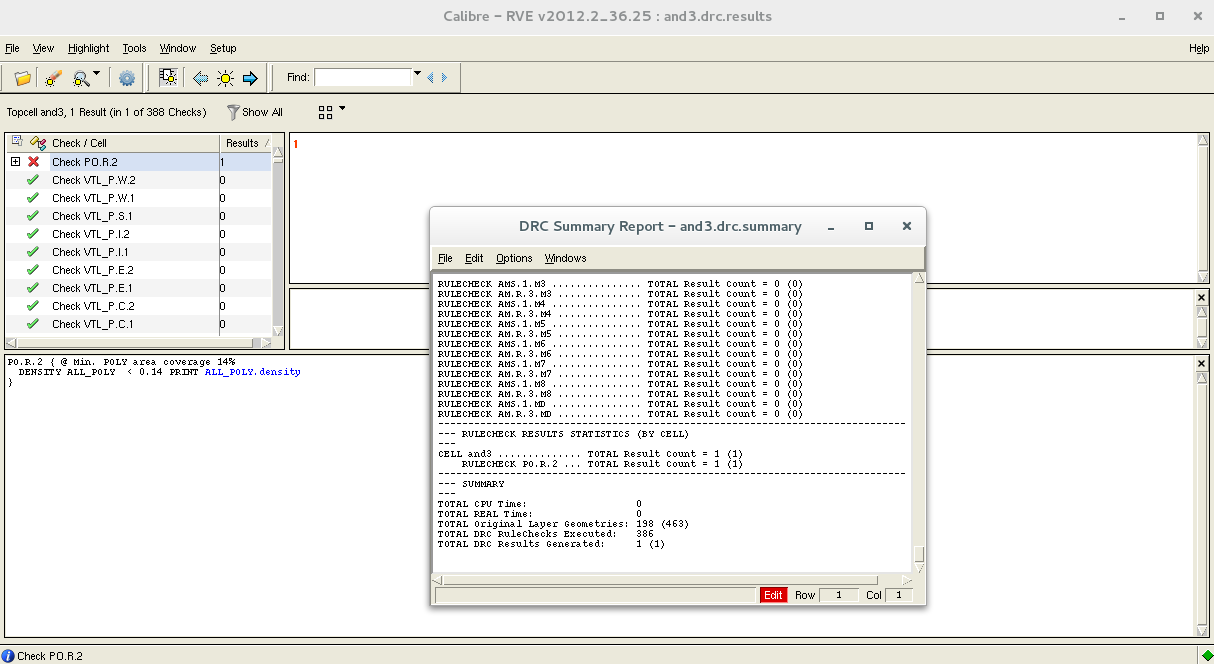 Calibre - RVE v2012.2_36.25 : and3.drc.results
File View Highlight Tools Window Setup Help
Find:
Topcell and3, 1 Result (in 1 of 388 Checks) Show All
Check / Cell Results
Check PO.R.2 1
Check VTL_P.W.2 0
Check VTL_P.W.1 0
Check VTL_P.S.1 0
Check VTL_P.I.2 0
Check VTL_P.I.1 0
Check VTL_P.E.2 0
Check VTL_P.E.1 0
Check VTL_P.C.2 0
Check VTL_P.C.1 0
1
PO.R.2 { @ Min. POLY area coverage 14%
DENSITY ALL_POLY < 0.14 PRINT ALL_POLY.density
}
DRC Summary Report - and3.drc.summary
File Edit Options Windows
RULECHECK AMS.1.M3 ............... TOTAL Result Count = 0 (0)
RULECHECK AM.R.3.M3 .............. TOTAL Result Count = 0 (0)
RULECHECK AMS.1.M4 ............... TOTAL Result Count = 0 (0)
RULECHECK AM.R.3.M4 .............. TOTAL Result Count = 0 (0)
RULECHECK AMS.1.M5 ............... TOTAL Result Count = 0 (0)
RULECHECK AM.R.3.M5 .............. TOTAL Result Count = 0 (0)
RULECHECK AMS.1.M6 ............... TOTAL Result Count = 0 (0)
RULECHECK AM.R.3.M6 .............. TOTAL Result Count = 0 (0)
RULECHECK AMS.1.M7 ............... TOTAL Result Count = 0 (0)
RULECHECK AM.R.3.M7 .............. TOTAL Result Count = 0 (0)
RULECHECK AMS.1.M8 ............... TOTAL Result Count = 0 (0)
RULECHECK AM.R.3.M8 .............. TOTAL Result Count = 0 (0)
RULECHECK AMS.1.MD ............... TOTAL Result Count = 0 (0)
RULECHECK AM.R.3.MD .............. TOTAL Result Count = 0 (0)
----------------------------------------------------------------------------------
--- RULECHECK RESULTS STATISTICS (BY CELL)
---
CELL and3 .............. TOTAL Result Count = 1 (1)
RULECHECK PO.R.2 ... TOTAL Result Count = 1 (1)
----------------------------------------------------------------------------------
--- SUMMARY
---
TOTAL CPU Time: 0
TOTAL REAL Time: 0
TOTAL Original Layer Geometries: 198 (463)
TOTAL DRC RuleChecks Executed: 386
TOTAL DRC Results Generated: 1 (1)
Edit Row 1 Col 1
Check PO.R.2